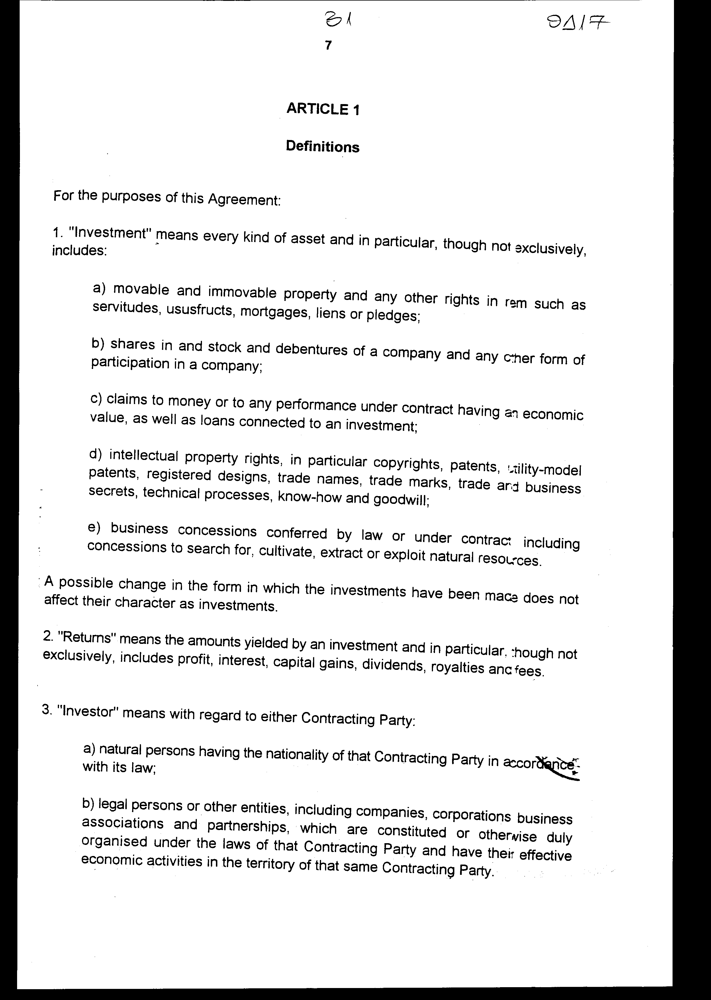 31
7
ARTICLE 1
Definitions
For the purposes of this Agreement:
1. "Investment" means every kind of asset and in particular, though not exclusively,
includes:
a) movable and immovable property and any other rights in rem such as
servitudes, ususfructs, mortgages, liens or pledges;
b) shares in and stock and debentures of a company and any other form of
participation in a company;
c) claims to money or to any performance under contract having an economic
value, as well as loans connected to an investment;
d) intellectual property rights, in particular copyrights, patents, utility-model
patents, registered designs, trade names, trade marks, trade and business
secrets, technical processes, know-how and goodwill;
e) business concessions conferred by law or under contract including
concessions to search for, cultivate, extract or exploit natural resources.
A possible change in the form in which the investments have been made does not
affect their character as investments.
2. "Returns" means the amounts yielded by an investment and in particular, though not
exclusively, includes profit, interest, capital gains, dividends, royalties and fees.
3. "Investor" means with regard to either Contracting Party:
a) natural persons having the nationality of that Contracting Party in accordance
with its law;
b) legal persons or other entities, including companies, corporations business
associations and partnerships, which are constituted or otherwise duly
organised under the laws of that Contracting Party and have their effective
economic activities in the territory of that same Contracting Party.